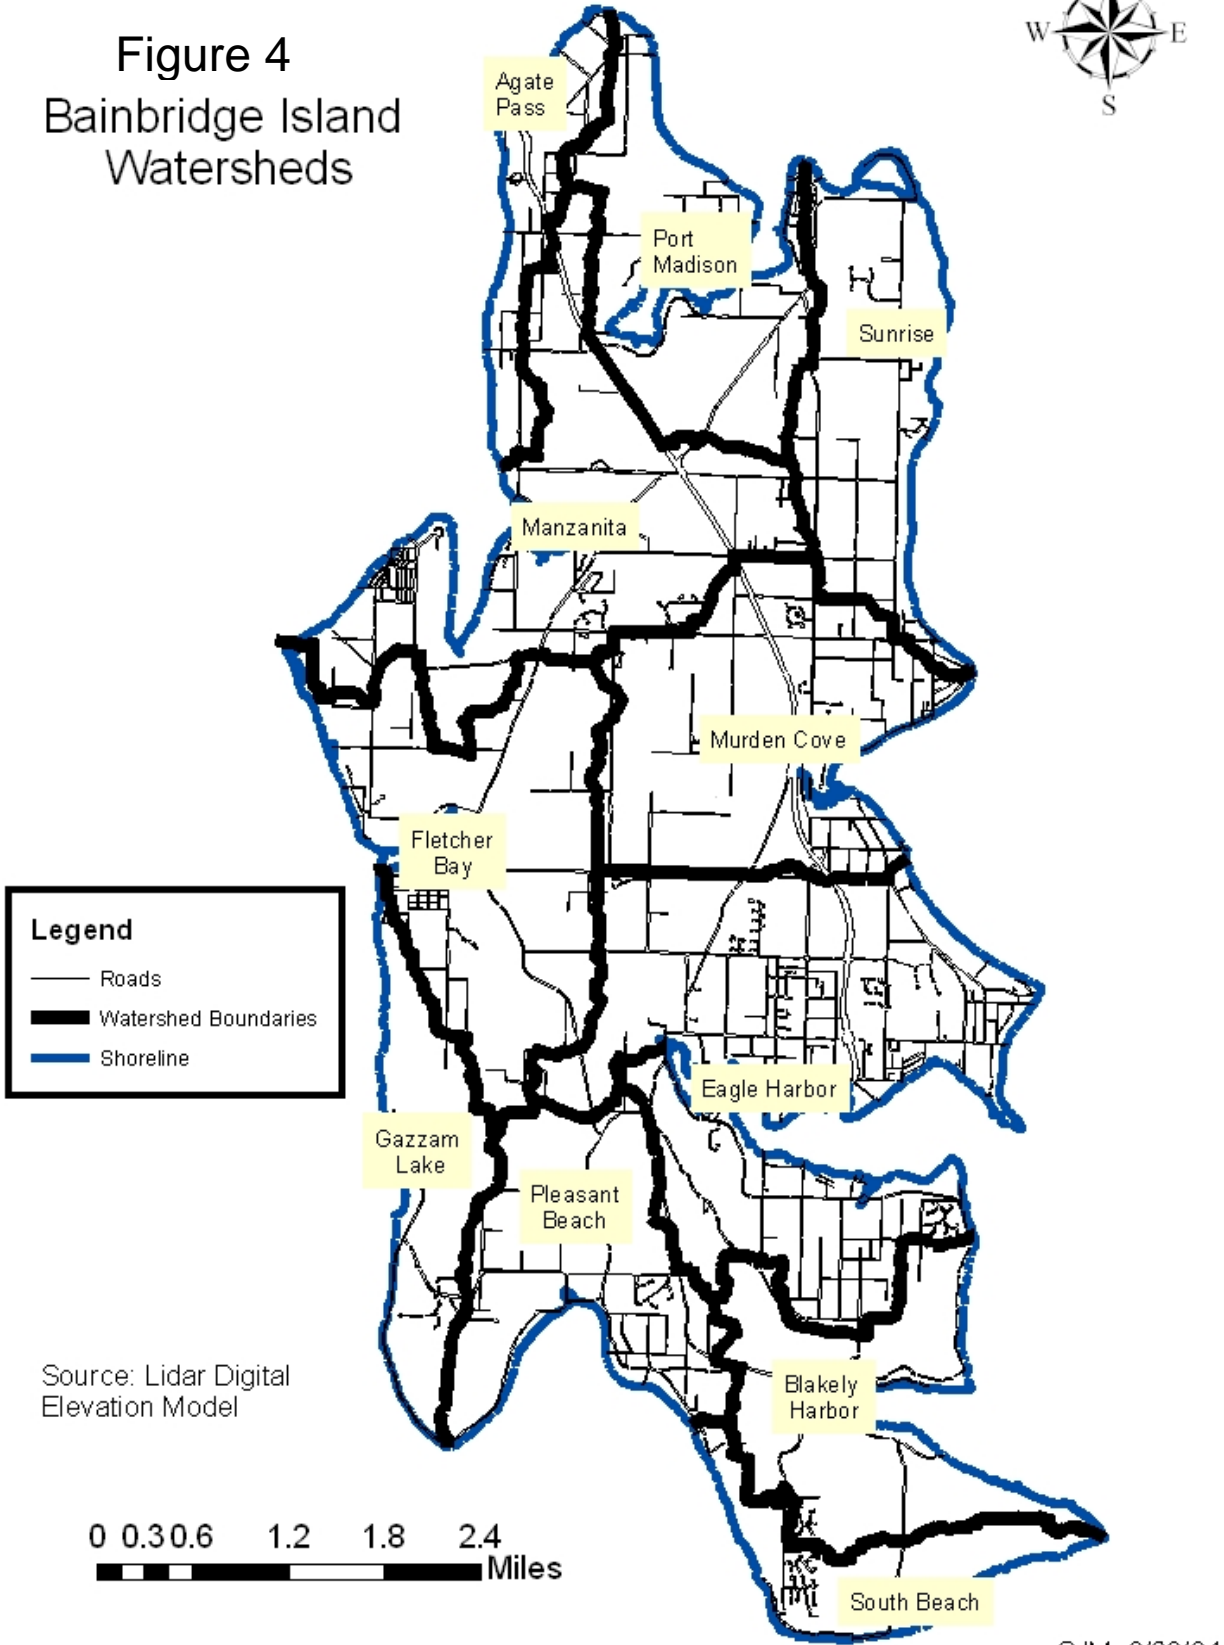 Figure 4
Bainbridge Island
Watersheds
W
E
S
Agate
Pass
Port
Madison
Sunrise
Manzanita
Murden Cove
Fletcher
Bay
Legend
Roads
Watershed Boundaries
Shoreline
Eagle Harbor
Gazzam
Lake
Pleasant
Beach
Source: Lidar Digital
Elevation Model
Blakely
Harbor
0 0.3 0.6 1.2 1.8 2.4
Miles
South Beach